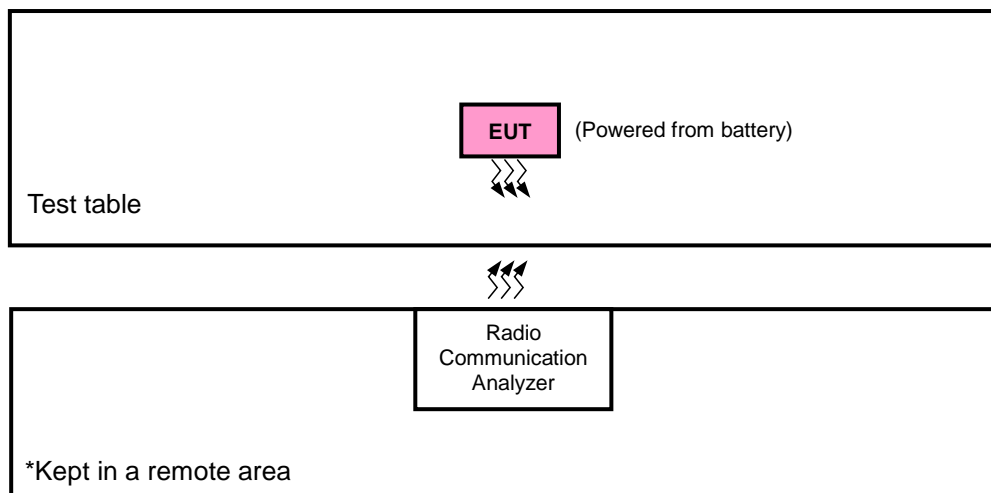 EUT
(Powered from battery)
Test table
Radio
Communication
Analyzer
*Kept in a remote area